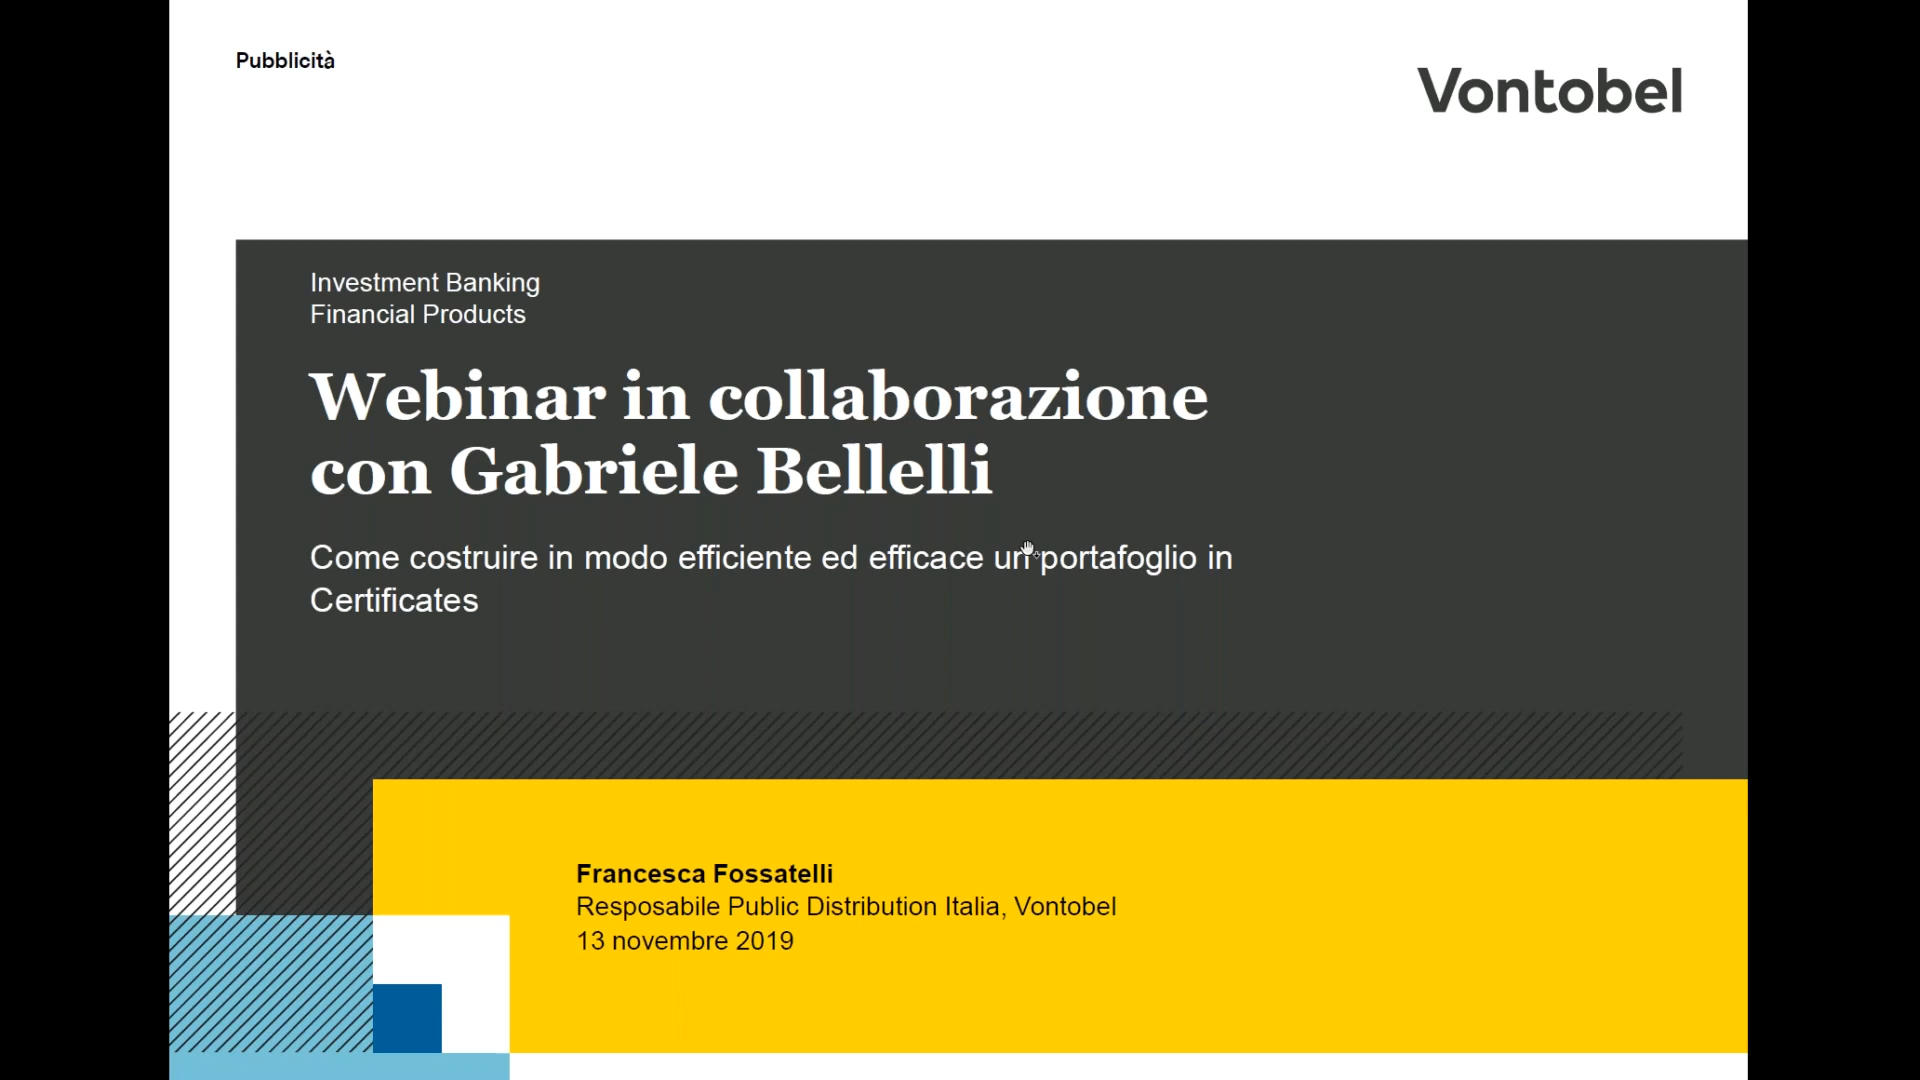 Pubblicità
Vontobel
Investment Banking
Financial Products
Webinar in collaborazione
con Gabriele Bellelli
Come costruire in modo efficiente ed efficace un portafoglio in
Certificates
Francesca Fossatelli
Resposabile Public Distribution Italia, Vontobel
13 novembre 2019